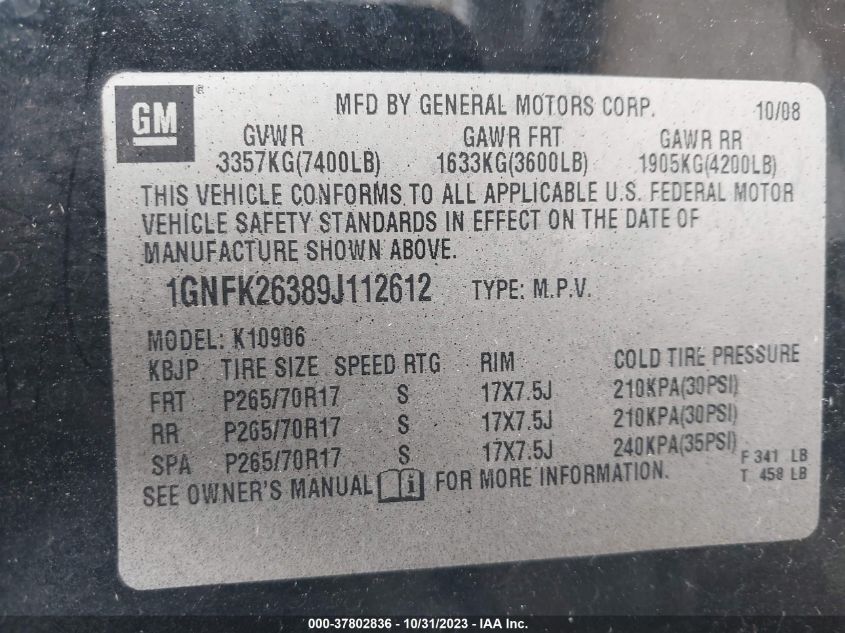 GM ®
MFD BY GENERAL MOTORS CORP. 10/08
GVWR GAWR FRT GAWR RR
3357KG(7400LB) 1633KG(3600LB) 1905KG(4200LB)
THIS VEHICLE CONFORMS TO ALL APPLICABLE U.S. FEDERAL MOTOR
VEHICLE SAFETY STANDARDS IN EFFECT ON THE DATE OF
MANUFACTURE SHOWN ABOVE.
1GNFK26389J112612 TYPE: M.P.V.
MODEL: K10906
KBJP TIRE SIZE SPEED RTG RIM COLD TIRE PRESSURE
FRT P265/70R17 S 17X7.5J 210KPA(30PSI)
RR P265/70R17 S 17X7.5J 210KPA(30PSI)
SPA P265/70R17 S 17X7.5J 240KPA(35PSI)
F 341 LB
T 458 LB
SEE OWNER'S MANUAL i FOR MORE INFORMATION.
000-37802836 - 10/31/2023 - IAA Inc.